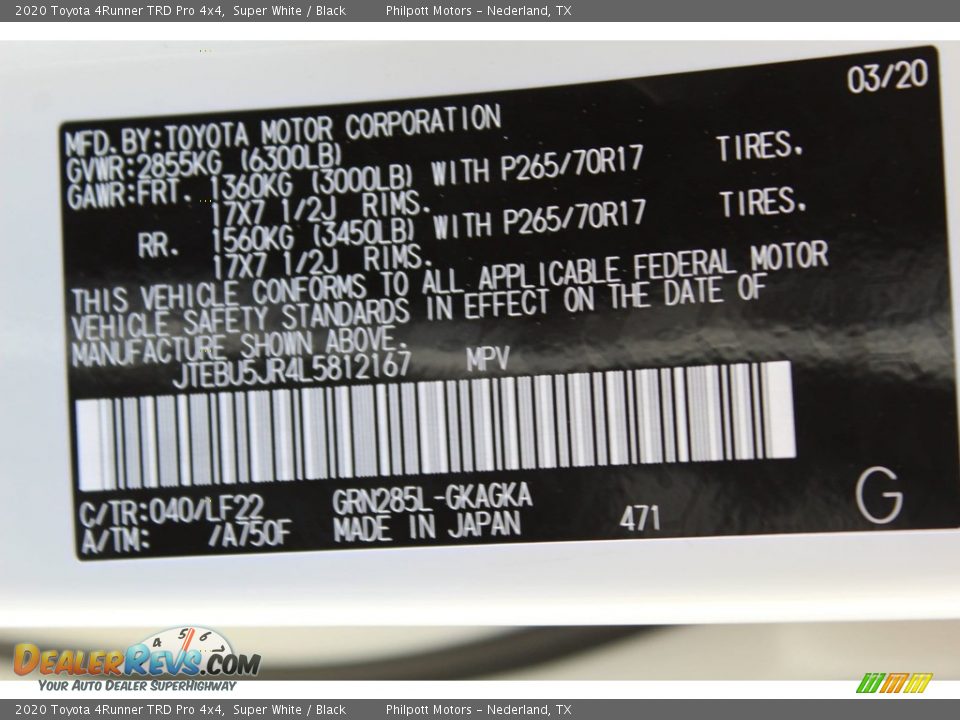 2020 Toyota 4Runner TRD Pro 4x4, Super White / Black Philpott Motors - Nederland, TX
03/20
MFD.BY:TOYOTA MOTOR CORPORATION
GVWR:2855KG (6300LB)
GAWR:FRT. 1360KG (3000LB) WITH P265/70R17 TIRES.
17X7 1/2J RIMS.
RR. 1560KG (3450LB) WITH P265/70R17 TIRES.
17X7 1/2J RIMS.
THIS VEHICLE CONFORMS TO ALL APPLICABLE FEDERAL MOTOR
VEHICLE SAFETY STANDARDS IN EFFECT ON THE DATE OF
MANUFACTURE SHOWN ABOVE.
JTEBU5JR4L5812167 MPV
C/TR:040/LF22 GRN285L-GKAGKA
A/TM: /A750F MADE IN JAPAN 471
G
4 5 6
DEALERREVS.COM
YOUR AUTO DEALER SUPERHIGHWAY
2020 Toyota 4Runner TRD Pro 4x4, Super White / Black Philpott Motors - Nederland, TX